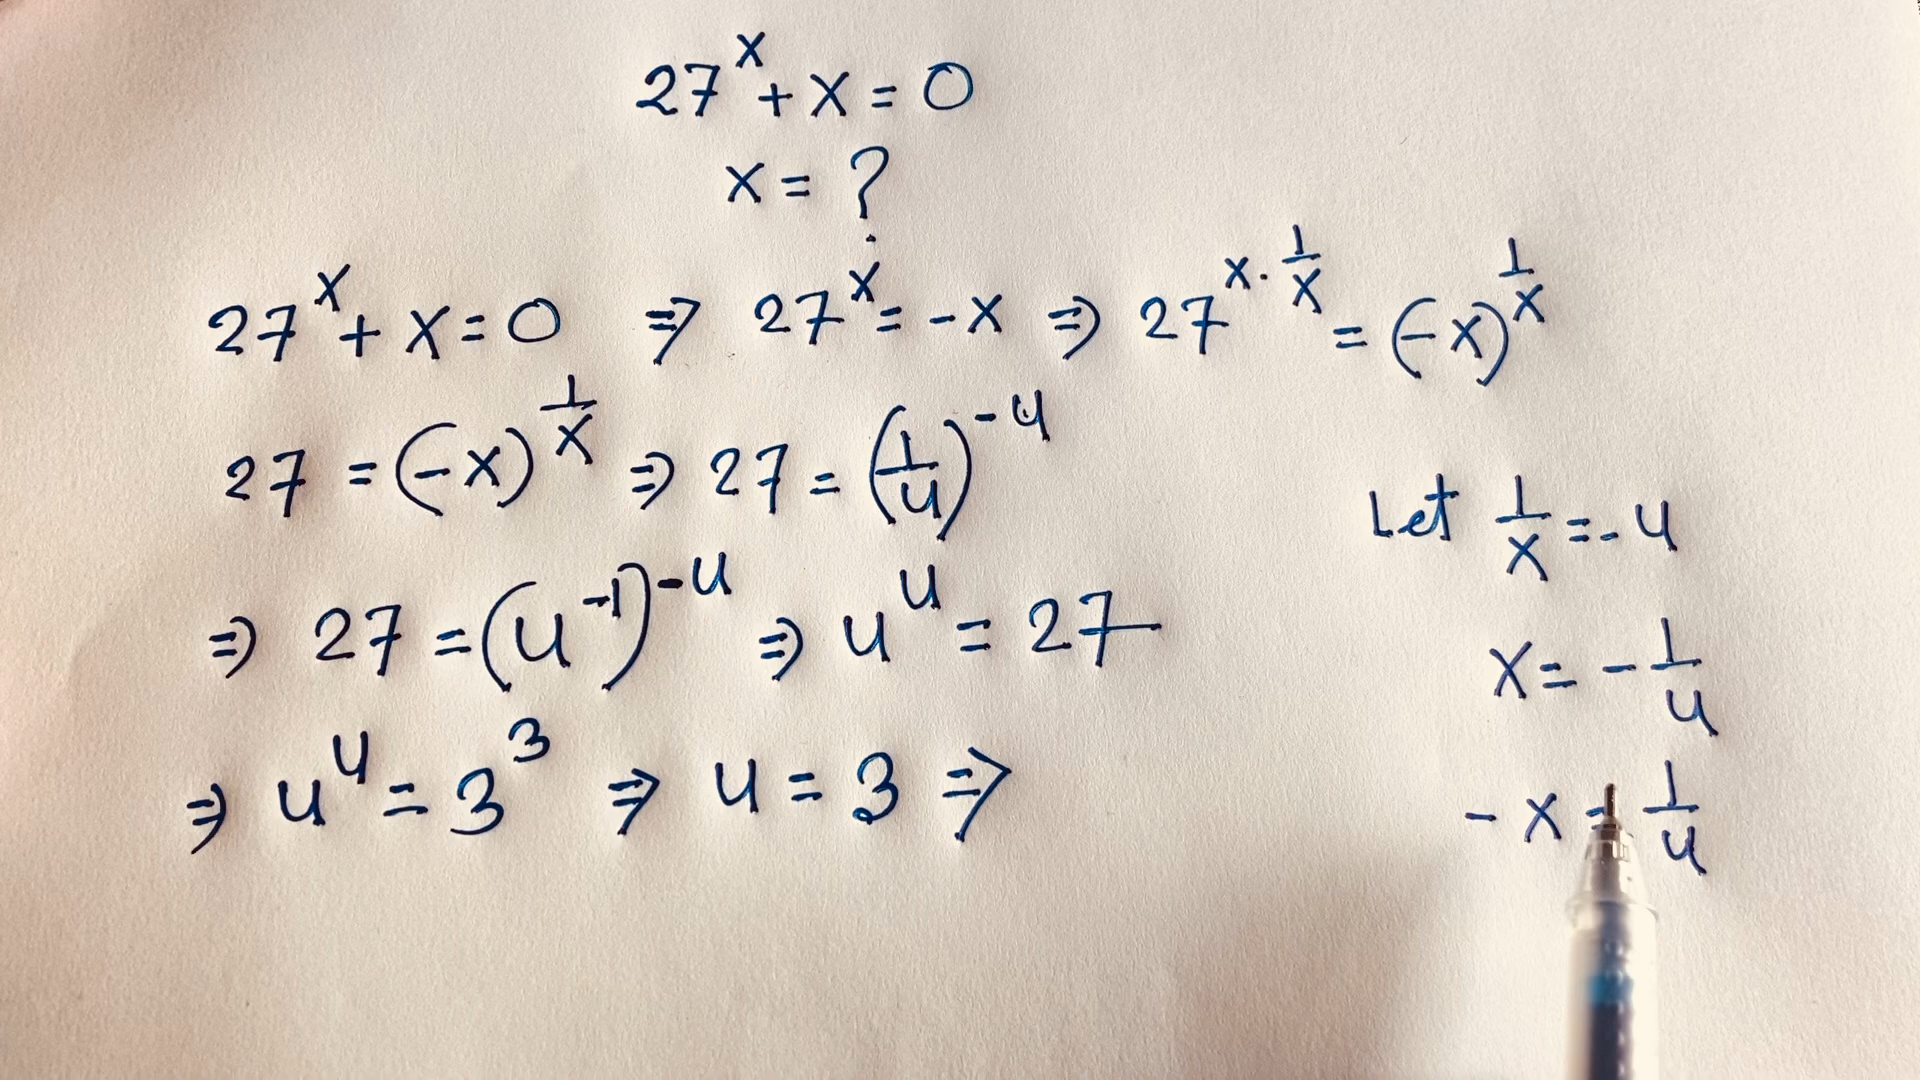 27^x + x = 0
x = ?
27^x + x = 0 ⇒ 27^x = -x ⇒ 27^(x·1/x) = (-x)^(1/x)
27 = (-x)^(1/x) ⇒ 27 = (1/u)^(-u)
Let 1/x = -u
⇒ 27 = (u^(-1))^(-u) ⇒ u^u = 27
x = -1/u
⇒ u^u = 3^3 ⇒ u = 3 ⇒
-x = 1/u